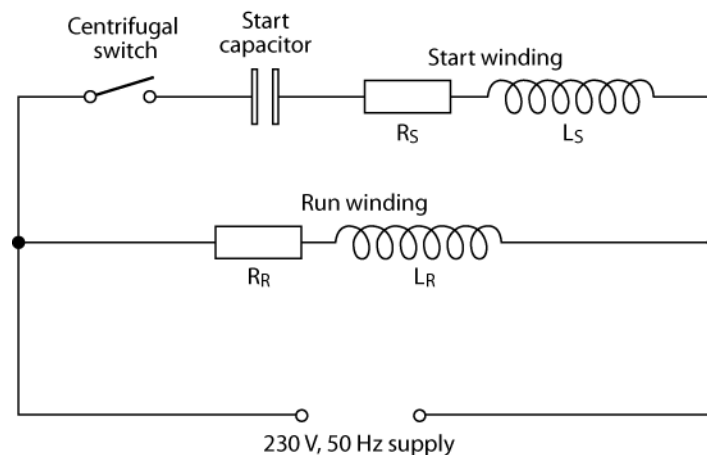 Centrifugal
switch
Start
capacitor
Start winding
RS
LS
Run winding
RR
LR
230 V, 50 Hz supply